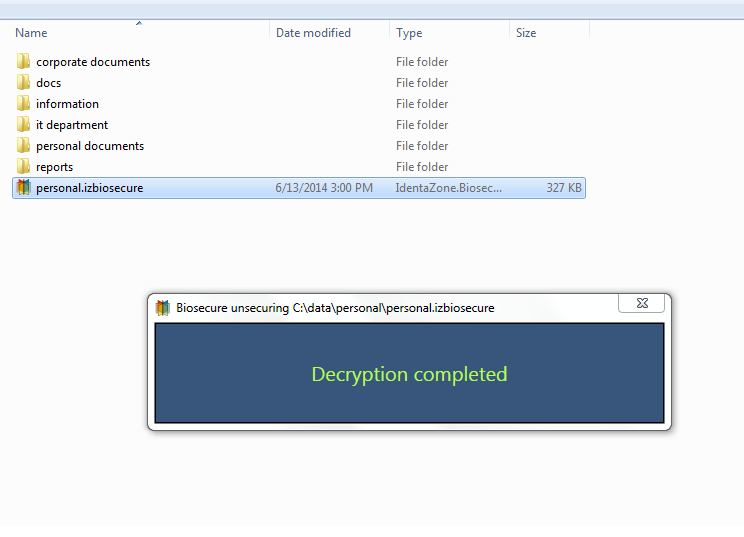 Name Date modified Type Size
corporate documents File folder
docs File folder
information File folder
it department File folder
personal documents File folder
reports File folder
personal.izbiosecure 6/13/2014 3:00 PM IdentaZone.Biosec... 327 KB
Biosecure unsecuring C:\data\personal\personal.izbiosecure
Decryption completed